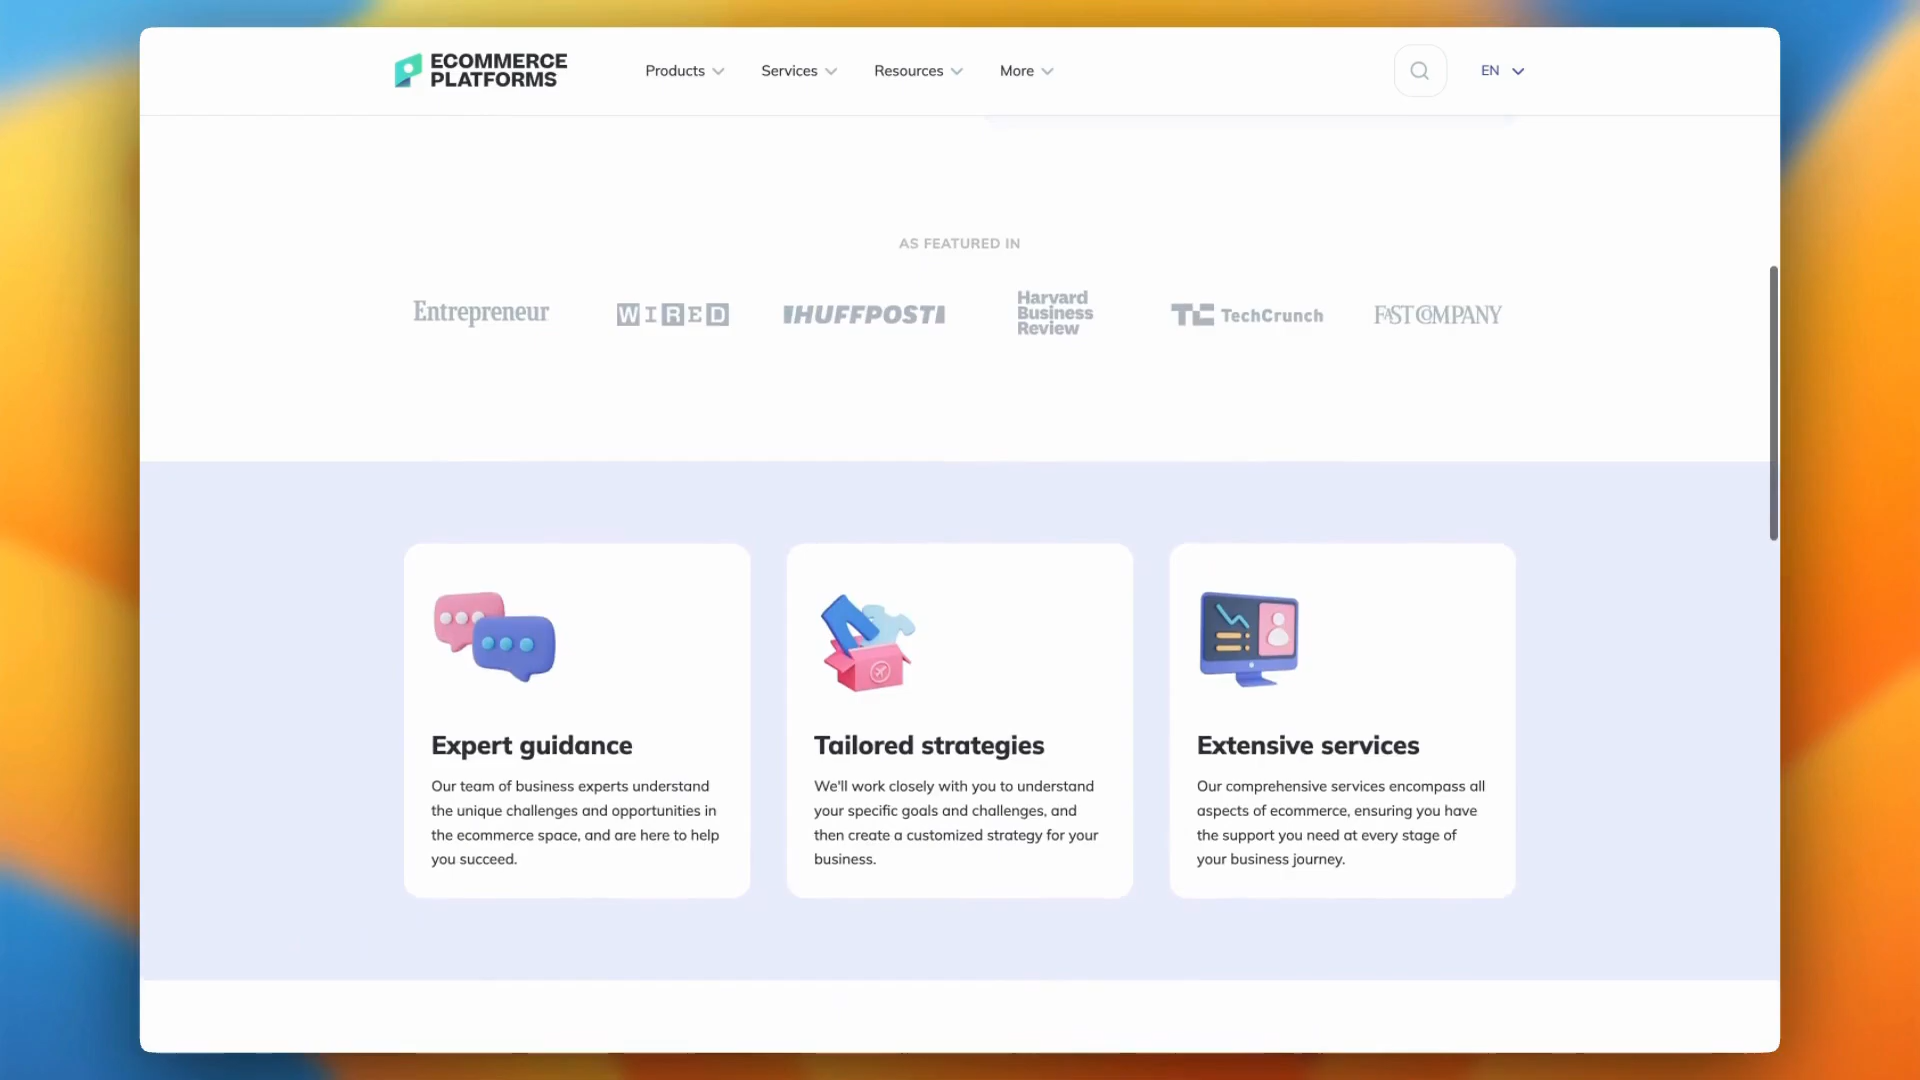 ECOMMERCE
PLATFORMS
Products
Services
Resources
More
EN
AS FEATURED IN
Entrepreneur
WIRED
HUFFPOST
Harvard
Business
Review
TC TechCrunch
FAST COMPANY
Expert guidance
Our team of business experts understand
the unique challenges and opportunities in
the ecommerce space, and are here to help
you succeed.
Tailored strategies
We'll work closely with you to understand
your specific goals and challenges, and
then create a customized strategy for your
business.
Extensive services
Our comprehensive services encompass all
aspects of ecommerce, ensuring you have
the support you need at every stage of
your business journey.